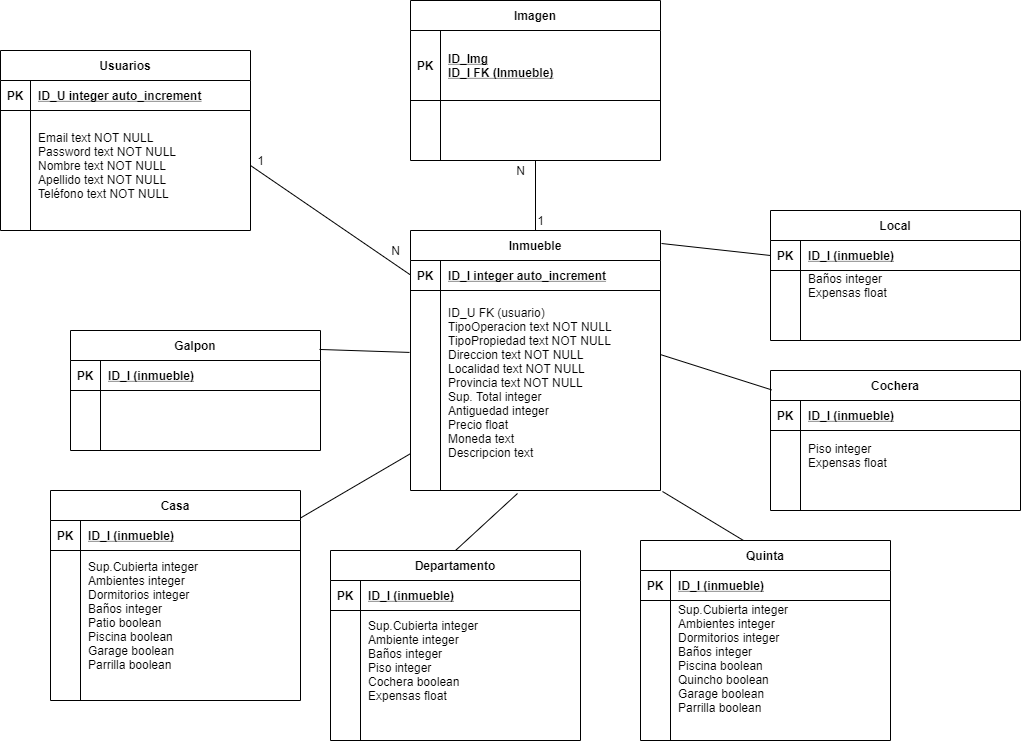 Imagen
PK
ID_Img
ID_I FK (Inmueble)
Usuarios
PK
ID_U integer auto_increment
Email text NOT NULL
Password text NOT NULL
Nombre text NOT NULL
Apellido text NOT NULL
Teléfono text NOT NULL
1
N
N
1
Inmueble
PK
ID_I integer auto_increment
ID_U FK (usuario)
TipoOperacion text NOT NULL
TipoPropiedad text NOT NULL
Direccion text NOT NULL
Localidad text NOT NULL
Provincia text NOT NULL
Sup. Total integer
Antiguedad integer
Precio float
Moneda text
Descripcion text
Local
PK
ID_I (inmueble)
Baños integer
Expensas float
Galpon
PK
ID_I (inmueble)
Cochera
PK
ID_I (inmueble)
Piso integer
Expensas float
Casa
PK
ID_I (inmueble)
Sup.Cubierta integer
Ambientes integer
Dormitorios integer
Baños integer
Patio boolean
Piscina boolean
Garage boolean
Parrilla boolean
Departamento
PK
ID_I (inmueble)
Sup.Cubierta integer
Ambiente integer
Baños integer
Piso integer
Cochera boolean
Expensas float
Quinta
PK
ID_I (inmueble)
Sup.Cubierta integer
Ambientes integer
Dormitorios integer
Baños integer
Piscina boolean
Quincho boolean
Garage boolean
Parrilla boolean